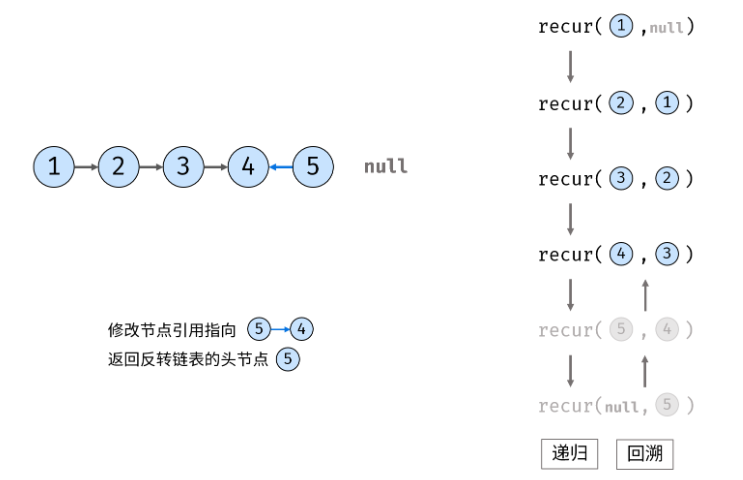 recur( 1 ,null)
recur( 2 , 1 )
1 2 3 4 5 null
recur( 3 , 2 )
recur( 4 , 3 )
修改节点引用指向 5 4
recur( 5 , 4 )
返回反转链表的头节点 5
recur(null, 5 )
递归 回溯